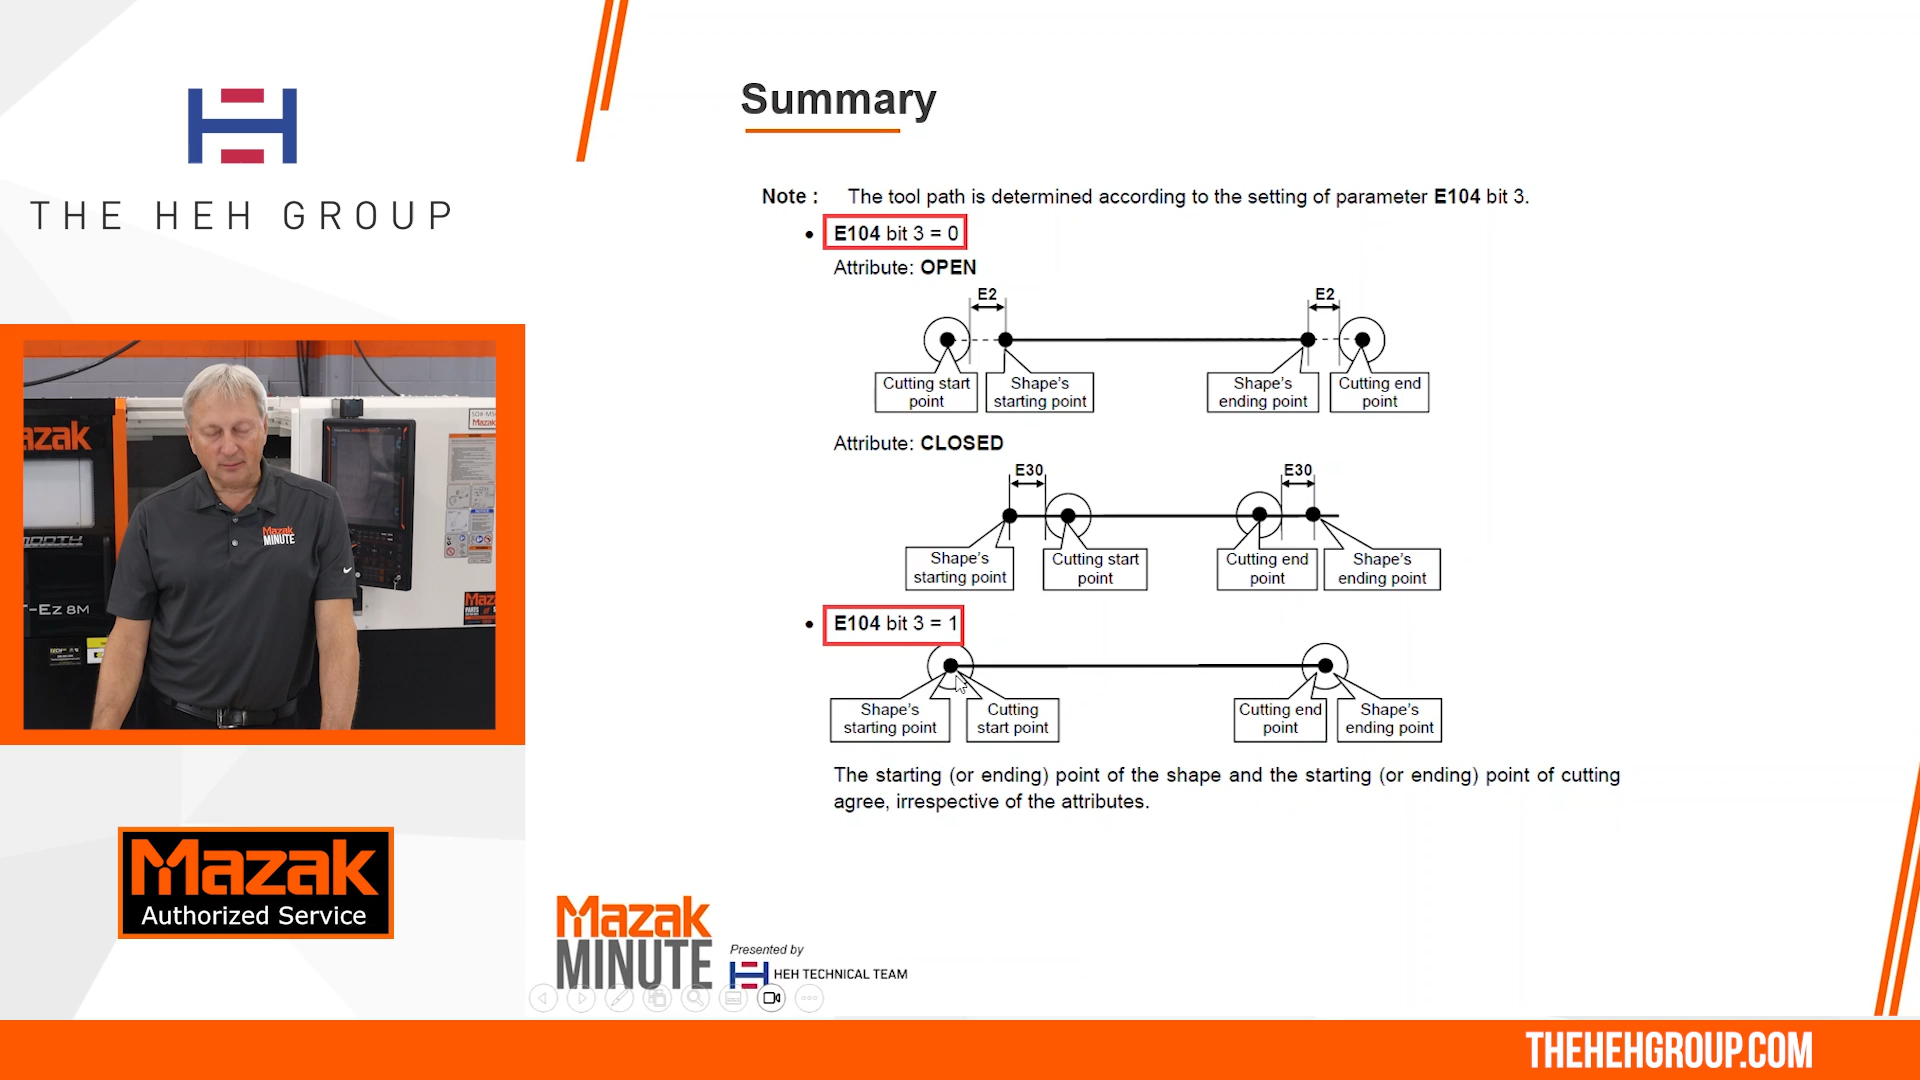 THE HEH GROUP
Mazak
SMOOTH
-EZ 8M
Mazak
MINUTE
Mazak
Authorized Service
Summary
Note : The tool path is determined according to the setting of parameter E104 bit 3.
• E104 bit 3 = 0
Attribute: OPEN
E2 E2
Cutting start point
Shape's starting point
Shape's ending point
Cutting end point
Attribute: CLOSED
E30 E30
Shape's starting point
Cutting start point
Cutting end point
Shape's ending point
• E104 bit 3 = 1
Shape's starting point
Cutting start point
Cutting end point
Shape's ending point
The starting (or ending) point of the shape and the starting (or ending) point of cutting
agree, irrespective of the attributes.
Mazak
MINUTE
Presented by
HEH TECHNICAL TEAM
THEHEHGROUP.COM